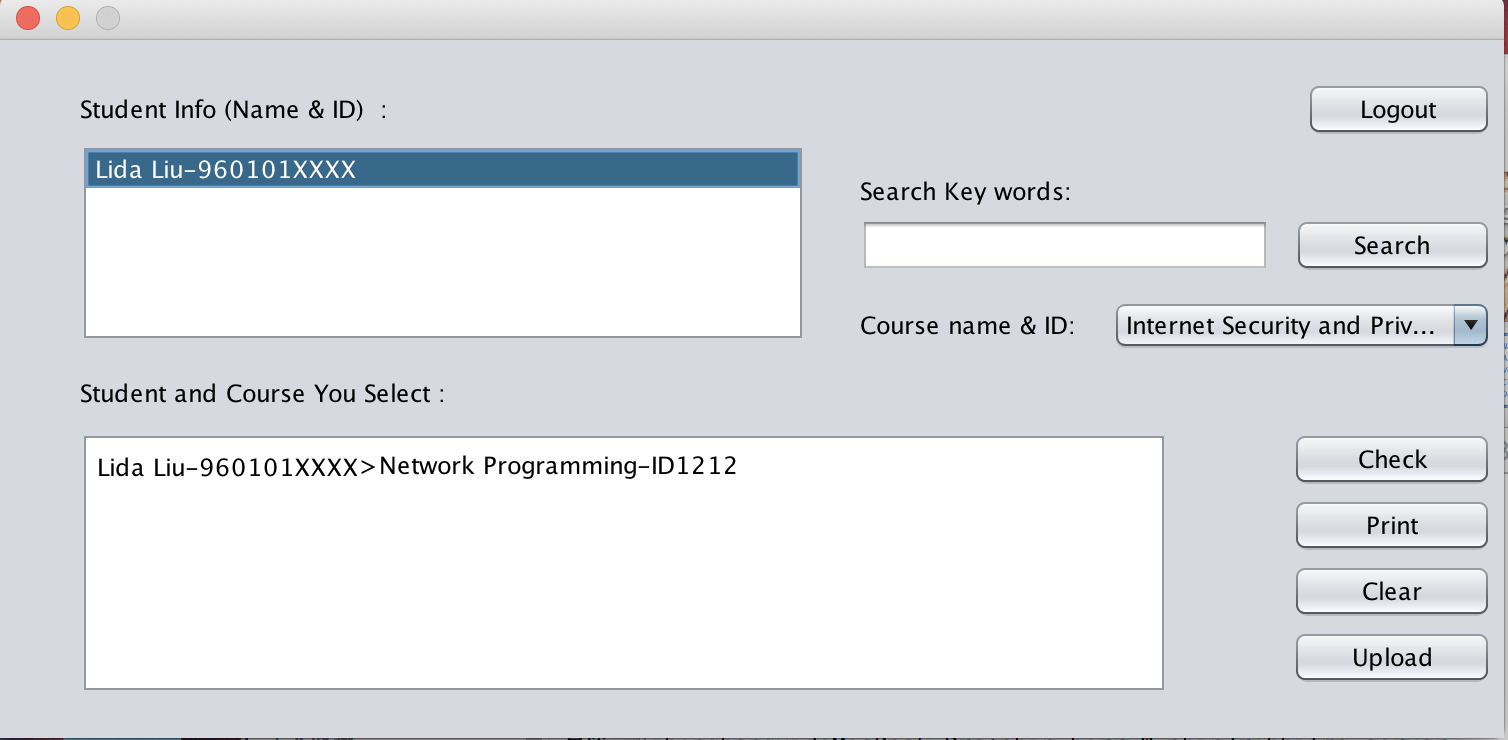 Student Info (Name & ID)  :
Logout
Lida Liu-960101XXXX
Search Key words:
Search
Course name & ID:
Internet Security and Priv...
Student and Course You Select :
Lida Liu-960101XXXX>Network Programming-ID1212
Check
Print
Clear
Upload